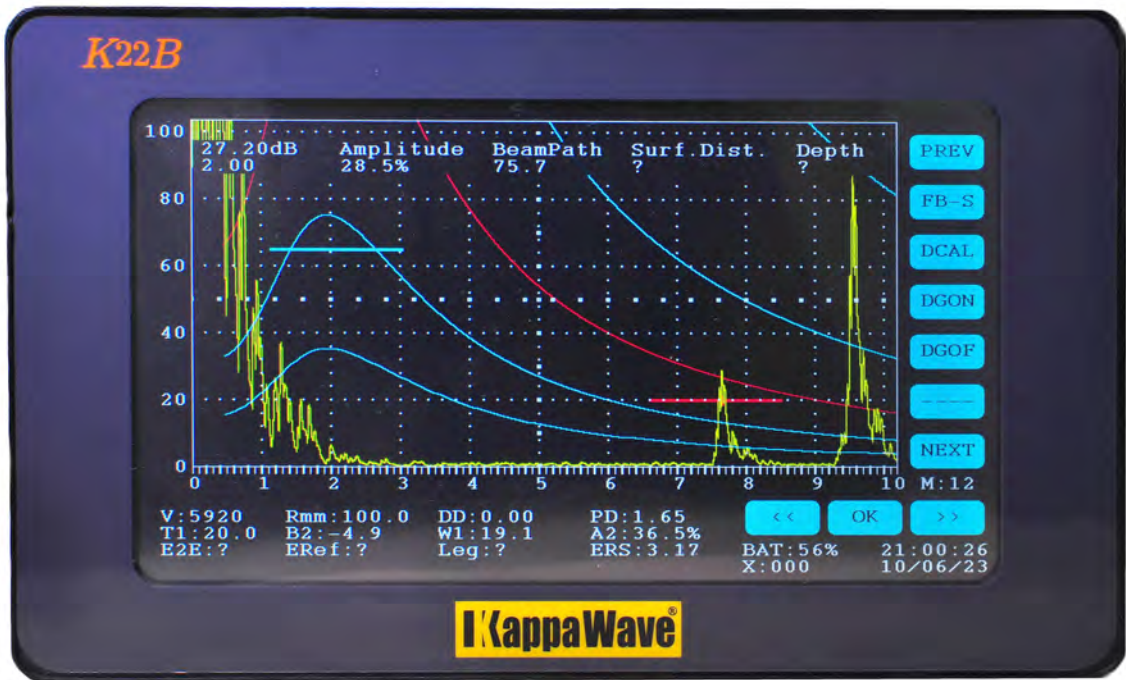 K22B
100 27.20dB Amplitude BeamPath Surf.Dist. Depth PREV
2.00 28.5% 75.7 ? ?
80 FB-S
60 DCAL
DGON
40 DGOF
20 ----
NEXT
0
0 1 2 3 4 5 6 7 8 9 10 M:12
V:5920 Rmm:100.0 DD:0.00 PD:1.65 << OK >>
T1:20.0 B2:-4.9 W1:19.1 A2:36.5%
E2E:? ERef:? Leg:? ERS:3.17 BAT:56% 21:00:26
X:000 10/06/23
KappaWave®